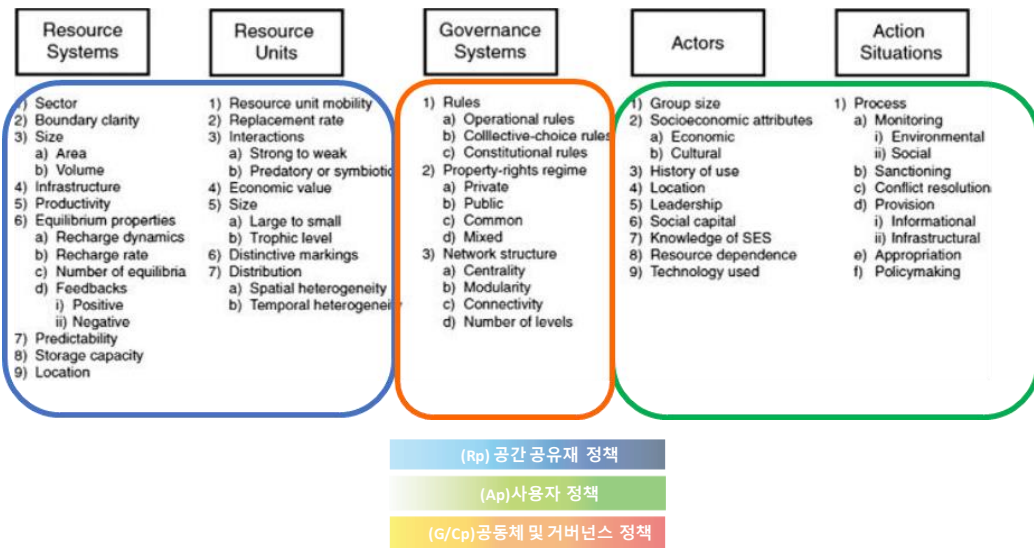 Resource
Systems
1) Sector
2) Boundary clarity
3) Size
a) Area
b) Volume
4) Infrastructure
5) Productivity
6) Equilibrium properties
a) Recharge dynamics
b) Recharge rate
c) Number of equilibria
d) Feedbacks
i) Positive
ii) Negative
7) Predictability
8) Storage capacity
9) Location
Resource
Units
1) Resource unit mobility
2) Replacement rate
3) Interactions
a) Strong to weak
b) Predatory or symbiotic
4) Economic value
5) Size
a) Large to small
b) Trophic level
6) Distinctive markings
7) Distribution
a) Spatial heterogeneity
b) Temporal heterogeneity
Governance
Systems
1) Rules
a) Operational rules
b) Colllective-choice rules
c) Constitutional rules
2) Property-rights regime
a) Private
b) Public
c) Common
d) Mixed
3) Network structure
a) Centrality
b) Modularity
c) Connectivity
d) Number of levels
Actors
1) Group size
2) Socioeconomic attributes
a) Economic
b) Cultural
3) History of use
4) Location
5) Leadership
6) Social capital
7) Knowledge of SES
8) Resource dependence
9) Technology used
Action
Situations
1) Process
a) Monitoring
i) Environmental
ii) Social
b) Sanctioning
c) Conflict resolution
d) Provision
i) Informational
ii) Infrastructural
e) Appropriation
f) Policymaking
(Rp) 공간 공유재 정책
(Ap)사용자 정책
(G/Cp)공동체 및 거버넌스 정책